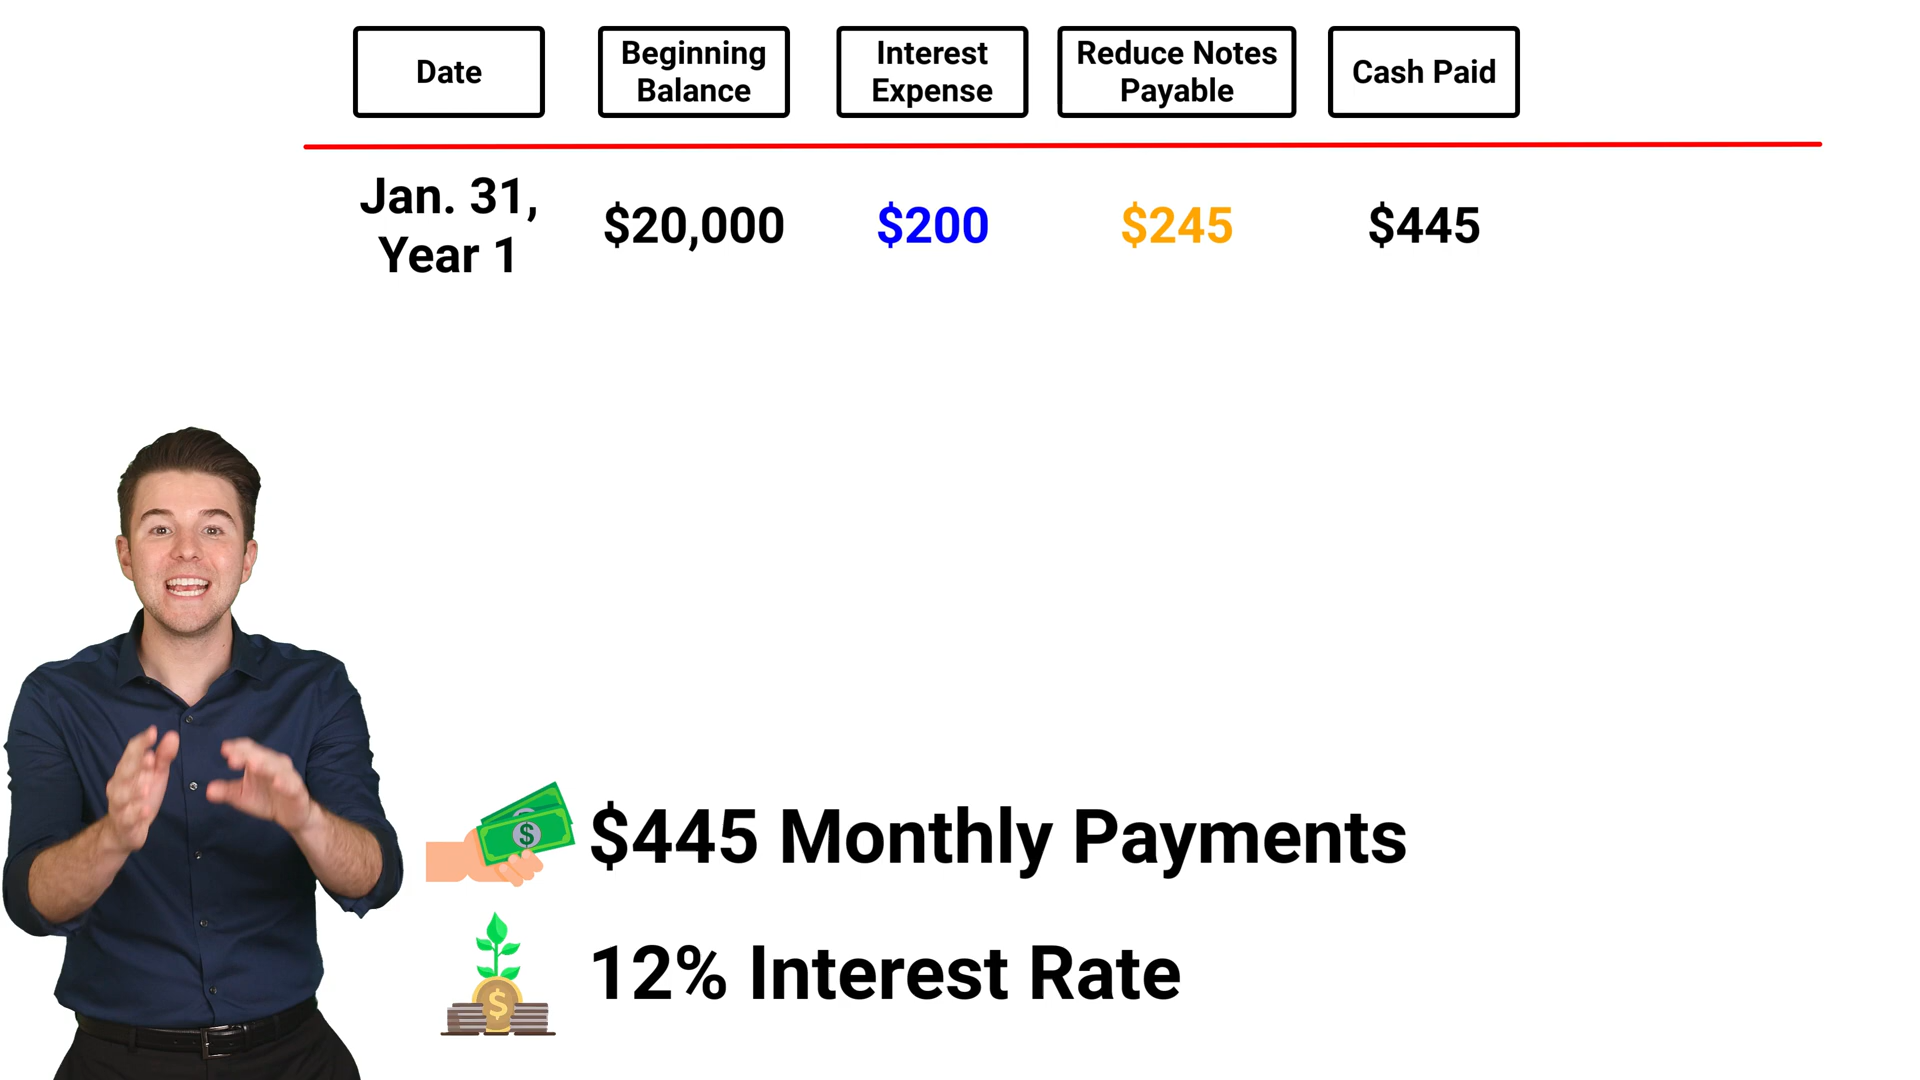 Date
Beginning
Balance
Interest
Expense
Reduce Notes
Payable
Cash Paid
Jan. 31,
Year 1
$20,000
$200
$245
$445
$445 Monthly Payments
12% Interest Rate